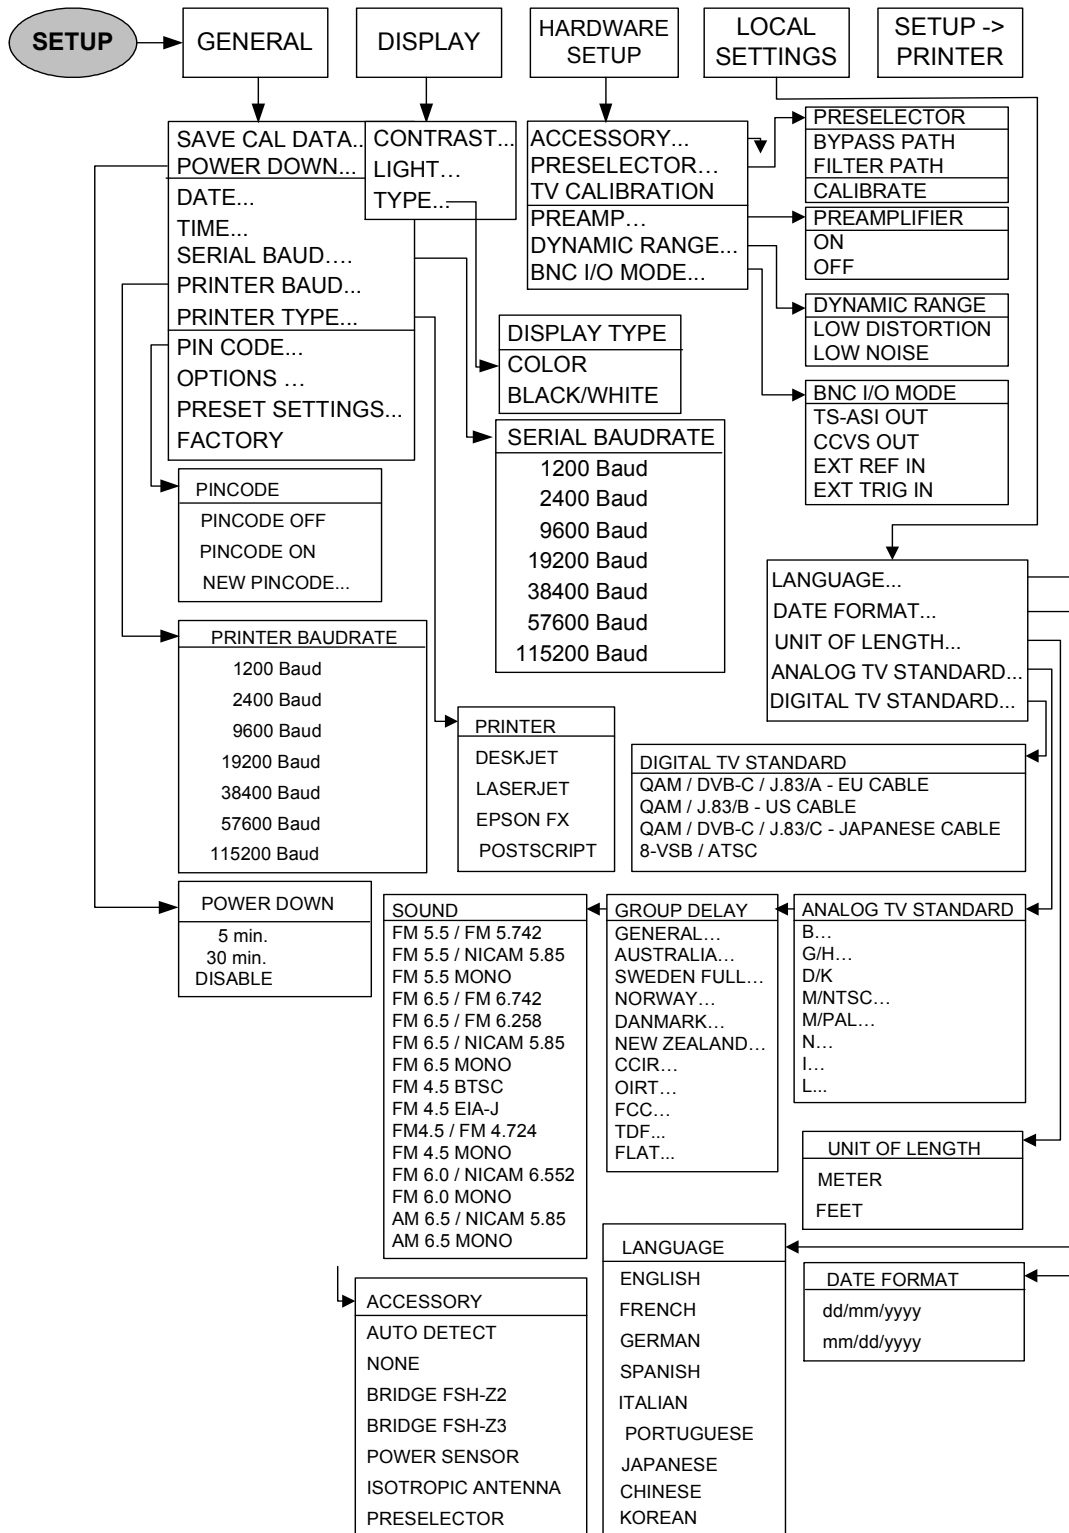 SETUP
GENERAL
DISPLAY
HARDWARE
SETUP
LOCAL
SETTINGS
SETUP ->
PRINTER
SAVE CAL DATA..
POWER DOWN...
DATE...
TIME...
SERIAL BAUD....
PRINTER BAUD...
PRINTER TYPE...
PIN CODE...
OPTIONS ...
PRESET SETTINGS...
FACTORY
CONTRAST...
LIGHT...
TYPE...
ACCESSORY...
PRESELECTOR...
TV CALIBRATION
PREAMP...
DYNAMIC RANGE...
BNC I/O MODE...
PRESELECTOR
BYPASS PATH
FILTER PATH
CALIBRATE
PREAMPLIFIER
ON
OFF
DYNAMIC RANGE
LOW DISTORTION
LOW NOISE
BNC I/O MODE
TS-ASI OUT
CCVS OUT
EXT REF IN
EXT TRIG IN
DISPLAY TYPE
COLOR
BLACK/WHITE
SERIAL BAUDRATE
1200 Baud
2400 Baud
9600 Baud
19200 Baud
38400 Baud
57600 Baud
115200 Baud
PINCODE
PINCODE OFF
PINCODE ON
NEW PINCODE...
LANGUAGE...
DATE FORMAT...
UNIT OF LENGTH...
ANALOG TV STANDARD...
DIGITAL TV STANDARD...
PRINTER BAUDRATE
1200 Baud
2400 Baud
9600 Baud
19200 Baud
38400 Baud
57600 Baud
115200 Baud
PRINTER
DESKJET
LASERJET
EPSON FX
POSTSCRIPT
DIGITAL TV STANDARD
QAM / DVB-C / J.83/A - EU CABLE
QAM / J.83/B - US CABLE
QAM / DVB-C / J.83/C - JAPANESE CABLE
8-VSB / ATSC
POWER DOWN
5 min.
30 min.
DISABLE
SOUND
FM 5.5 / FM 5.742
FM 5.5 / NICAM 5.85
FM 5.5 MONO
FM 6.5 / FM 6.742
FM 6.5 / FM 6.258
FM 6.5 / NICAM 5.85
FM 6.5 MONO
FM 4.5 BTSC
FM 4.5 EIA-J
FM4.5 / FM 4.724
FM 4.5 MONO
FM 6.0 / NICAM 6.552
FM 6.0 MONO
AM 6.5 / NICAM 5.85
AM 6.5 MONO
GROUP DELAY
GENERAL...
AUSTRALIA...
SWEDEN FULL...
NORWAY...
DANMARK...
NEW ZEALAND...
CCIR...
OIRT...
FCC...
TDF...
FLAT...
ANALOG TV STANDARD
B...
G/H...
D/K
M/NTSC...
M/PAL...
N...
I...
L...
UNIT OF LENGTH
METER
FEET
LANGUAGE
ENGLISH
FRENCH
GERMAN
SPANISH
ITALIAN
PORTUGUESE
JAPANESE
CHINESE
KOREAN
DATE FORMAT
dd/mm/yyyy
mm/dd/yyyy
ACCESSORY
AUTO DETECT
NONE
BRIDGE FSH-Z2
BRIDGE FSH-Z3
POWER SENSOR
ISOTROPIC ANTENNA
PRESELECTOR